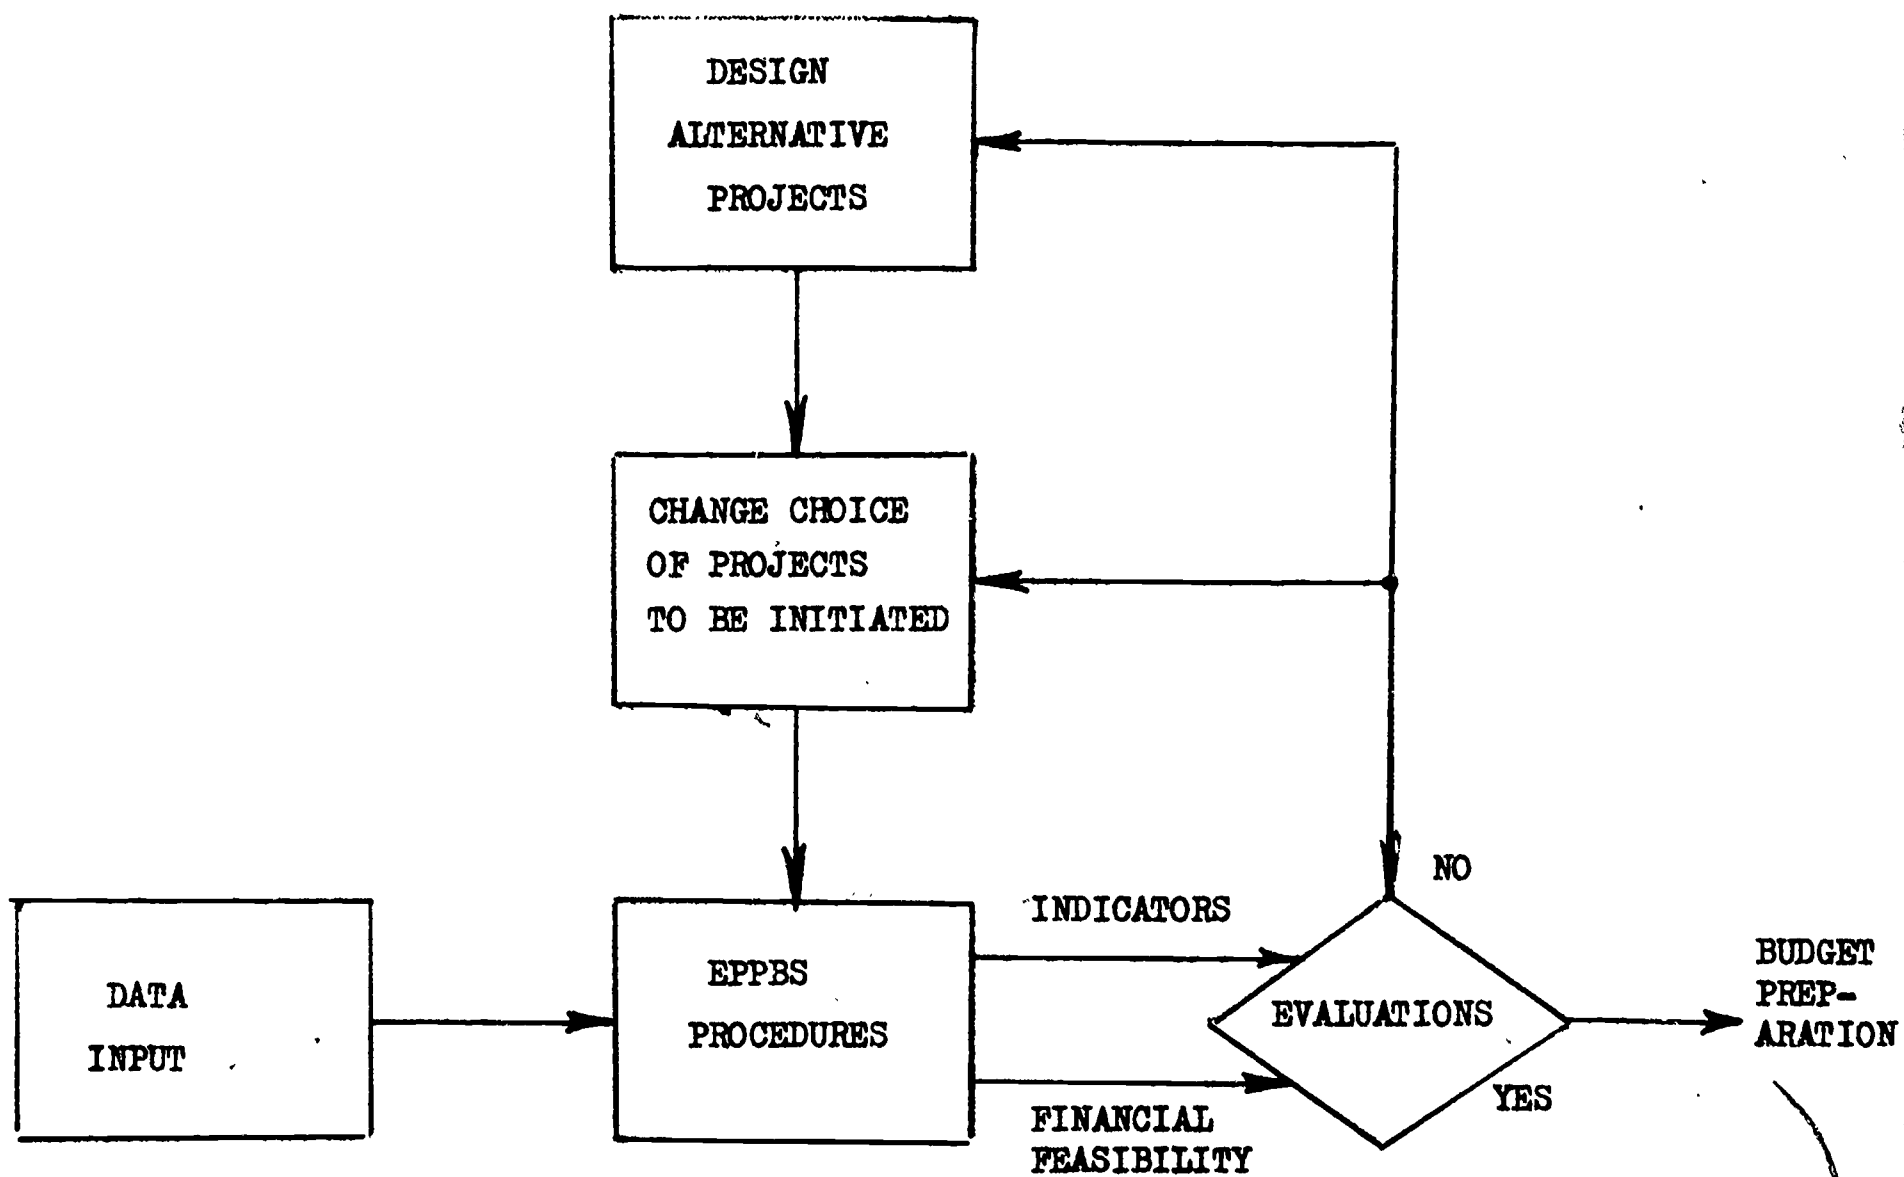 DESIGN
ALTERNATIVE
PROJECTS
CHANGE CHOICE
OF PROJECTS
TO BE INITIATED
DATA
INPUT
EPPBS
PROCEDURES
INDICATORS
FINANCIAL
FEASIBILITY
EVALUATIONS
NO
YES
BUDGET
PREP-
ARATION